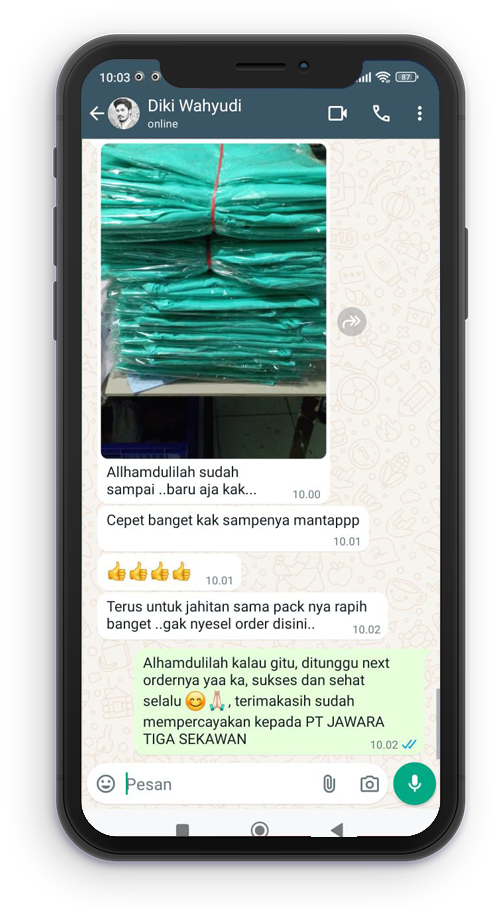 10:03
87
Diki Wahyudi
online
Allhamdulilah sudah
sampai ..baru aja kak...
10.00
Cepet banget kak sampenya mantappp
10.01
👍👍👍👍 10.01
Terus untuk jahitan sama pack nya rapih
banget ..gak nyesel order disini..
10.02
Alhamdulilah kalau gitu, ditunggu next
ordernya yaa ka, sukses dan sehat
selalu 😊🙏🏻, terimakasih sudah
mempercayakan kepada PT JAWARA
TIGA SEKAWAN
10.02
Pesan